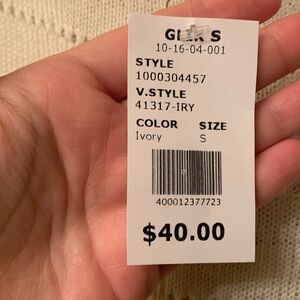 10-16-04-001
STYLE
1000304457
V.STYLE
41317-IRY
COLOR SIZE
Ivory S
400012377723
$40.00